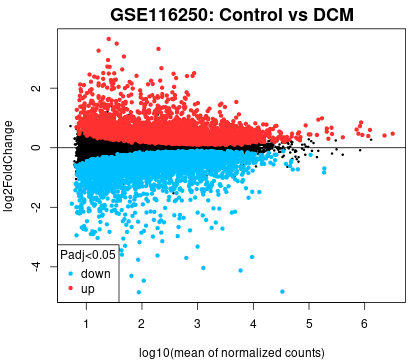 GSE116250: Control vs DCM
log2FoldChange
2
0
-2
-4
Padj<0.05
down
up
1
2
3
4
5
6
log10(mean of normalized counts)